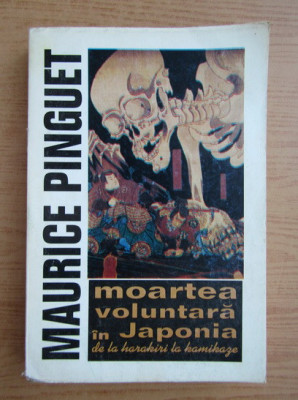 MAURICE PINGUET
moartea
voluntară
în Japonia
de la harakiri la kamikaze